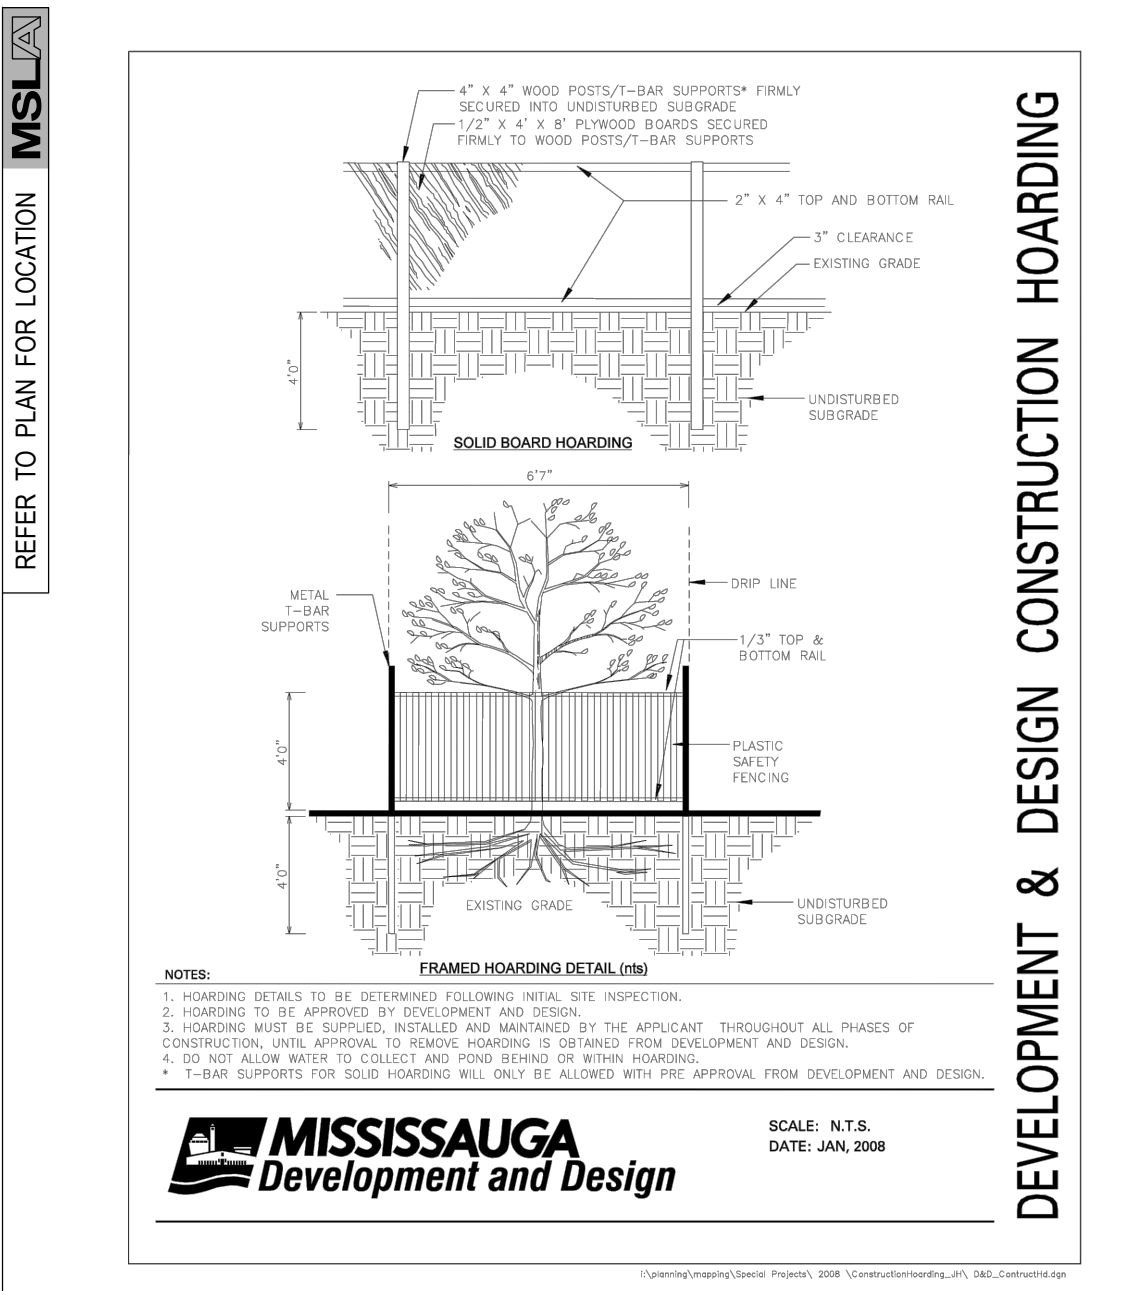 MSLA
REFER TO PLAN FOR LOCATION
4" X 4" WOOD POSTS/T-BAR SUPPORTS* FIRMLY
SECURED INTO UNDISTURBED SUBGRADE
1/2" X 4' X 8' PLYWOOD BOARDS SECURED
FIRMLY TO WOOD POSTS/T-BAR SUPPORTS
2" X 4" TOP AND BOTTOM RAIL
3" CLEARANCE
EXISTING GRADE
4'0"
UNDISTURBED
SUBGRADE
SOLID BOARD HOARDING
6'7"
DRIP LINE
METAL
T-BAR
SUPPORTS
1/3" TOP &
BOTTOM RAIL
4'0"
PLASTIC
SAFETY
FENCING
4'0"
EXISTING GRADE
UNDISTURBED
SUBGRADE
FRAMED HOARDING DETAIL (nts)
NOTES:
1. HOARDING DETAILS TO BE DETERMINED FOLLOWING INITIAL SITE INSPECTION.
2. HOARDING TO BE APPROVED BY DEVELOPMENT AND DESIGN.
3. HOARDING MUST BE SUPPLIED, INSTALLED AND MAINTAINED BY THE APPLICANT THROUGHOUT ALL PHASES OF
CONSTRUCTION, UNTIL APPROVAL TO REMOVE HOARDING IS OBTAINED FROM DEVELOPMENT AND DESIGN.
4. DO NOT ALLOW WATER TO COLLECT AND POND BEHIND OR WITHIN HOARDING.
* T-BAR SUPPORTS FOR SOLID HOARDING WILL ONLY BE ALLOWED WITH PRE APPROVAL FROM DEVELOPMENT AND DESIGN.
MISSISSAUGA
Development and Design
SCALE: N.T.S.
DATE: JAN, 2008
DEVELOPMENT & DESIGN CONSTRUCTION HOARDING
i:\planning\mapping\Special Projects\ 2008 \ConstructionHoarding_JH\ D&D_ContructHd.dgn